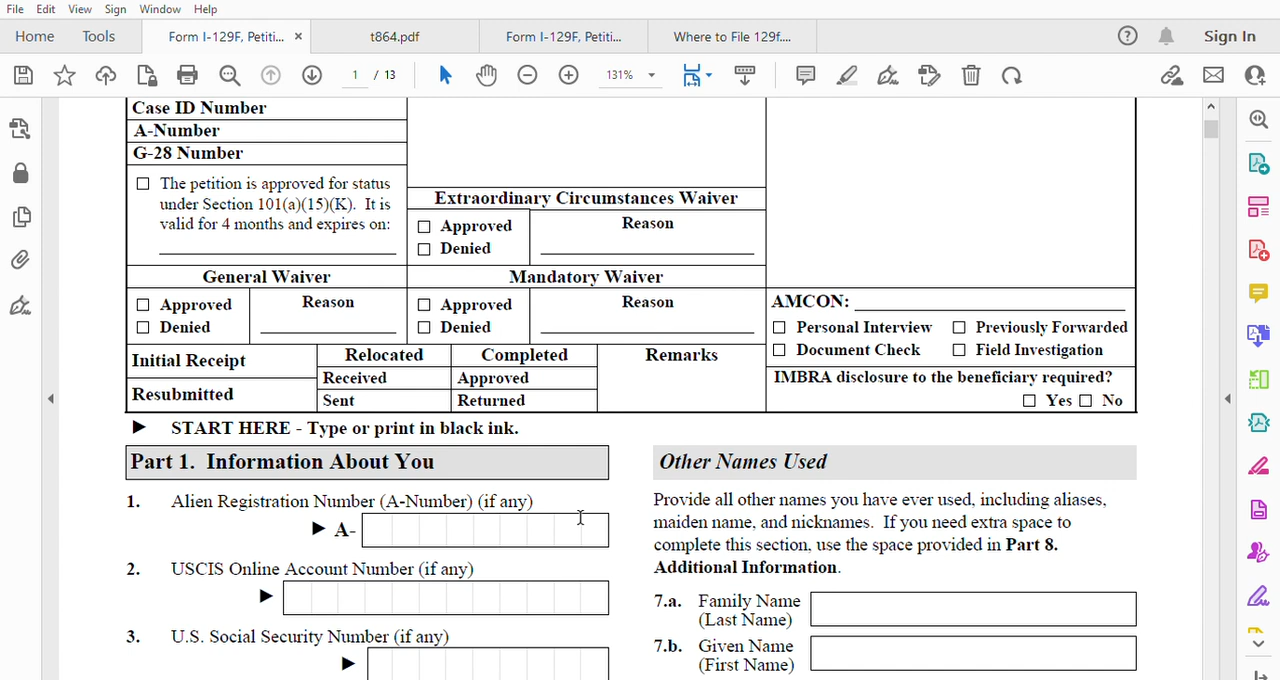 File Edit View Sign Window Help
Home Tools Form I-129F, Petiti... × t864.pdf Form I-129F, Petiti... Where to File 129f.... Sign In
1 / 13 131%
Case ID Number
A-Number
G-28 Number
The petition is approved for status
under Section 101(a)(15)(K). It is
valid for 4 months and expires on:
Extraordinary Circumstances Waiver
Approved
Denied
Reason
General Waiver
Approved
Denied
Reason
Mandatory Waiver
Approved
Denied
Reason
AMCON:
Personal Interview Previously Forwarded
Document Check Field Investigation
IMBRA disclosure to the beneficiary required?
Yes No
Initial Receipt
Resubmitted
Relocated
Received
Sent
Completed
Approved
Returned
Remarks
START HERE - Type or print in black ink.
Part 1. Information About You
1. Alien Registration Number (A-Number) (if any)
A-
2. USCIS Online Account Number (if any)
3. U.S. Social Security Number (if any)
Other Names Used
Provide all other names you have ever used, including aliases,
maiden name, and nicknames. If you need extra space to
complete this section, use the space provided in Part 8.
Additional Information.
7.a. Family Name
(Last Name)
7.b. Given Name
(First Name)